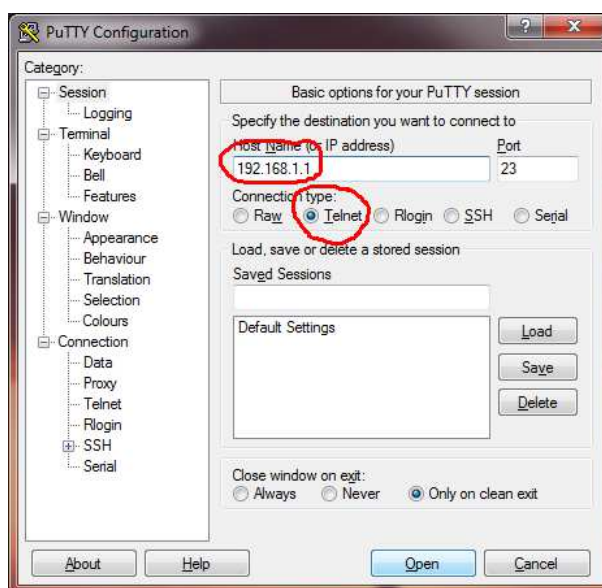 PuTTY Configuration
Category:
Session
Logging
Terminal
Keyboard
Bell
Features
Window
Appearance
Behaviour
Translation
Selection
Colours
Connection
Data
Proxy
Telnet
Rlogin
SSH
Serial
Basic options for your PuTTY session
Specify the destination you want to connect to
Host Name (or IP address) Port
192.168.1.1 23
Connection type:
Raw Telnet Rlogin SSH Serial
Load, save or delete a stored session
Saved Sessions
Default Settings
Load
Save
Delete
Close window on exit:
Always Never Only on clean exit
About Help Open Cancel